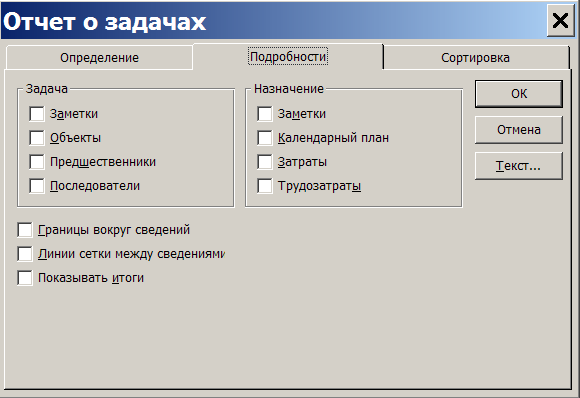 Отчет о задачах
Определение
Подробности
Сортировка
Задача
Заметки
Объекты
Предшественники
Последователи
Назначение
Заметки
Календарный план
Затраты
Трудозатраты
ОК
Отмена
Текст...
Границы вокруг сведений
Линии сетки между сведениями
Показывать итоги